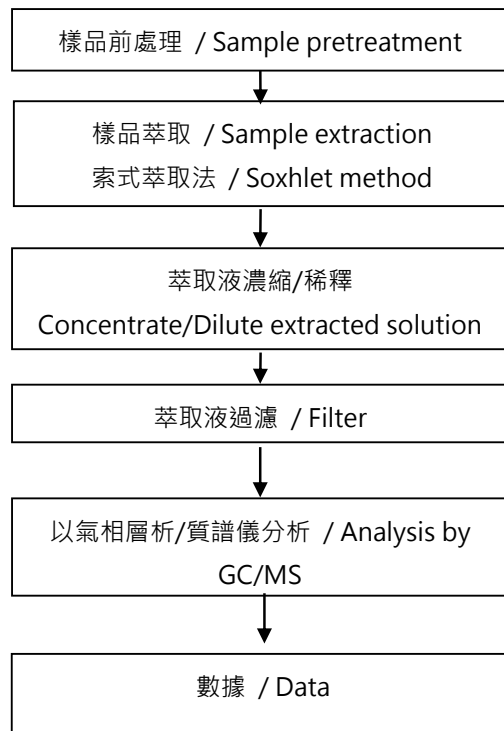 樣品前處理 / Sample pretreatment
樣品萃取 / Sample extraction
索式萃取法 / Soxhlet method
萃取液濃縮/稀釋
Concentrate/Dilute extracted solution
萃取液過濾 / Filter
以氣相層析/質譜儀分析 / Analysis by
GC/MS
數據 / Data